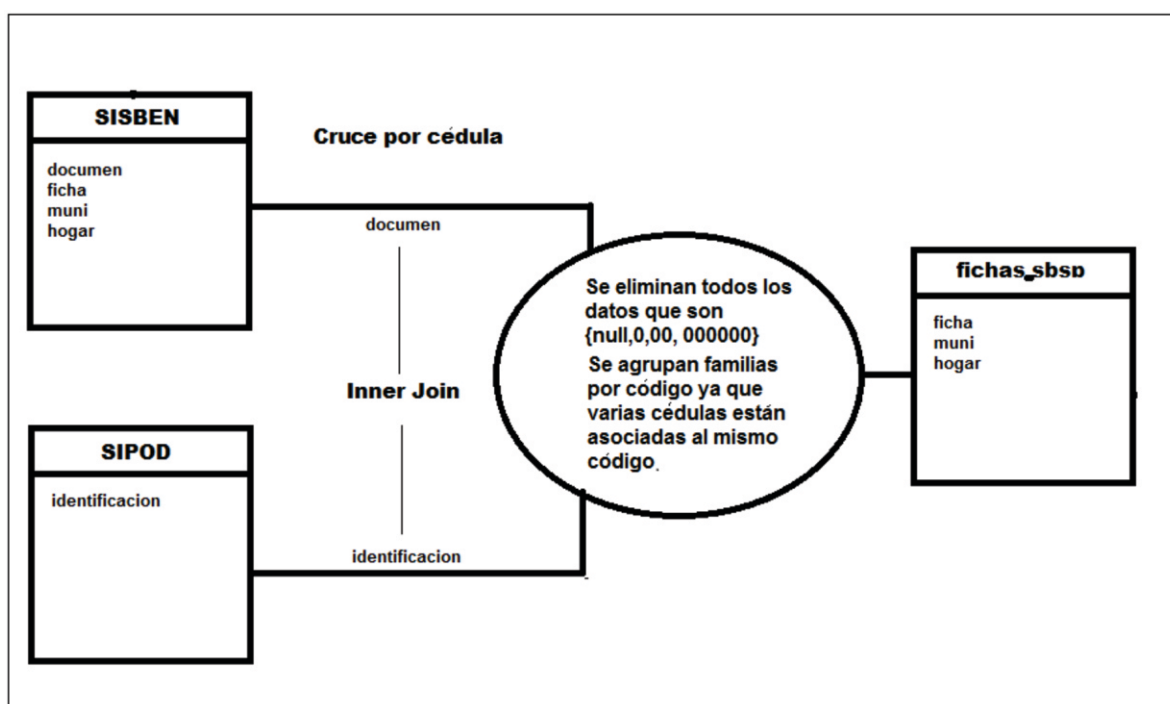 SISBEN
documen
ficha
muni
hogar
Cruce por cédula
documen
Inner Join
identificacion
SIPOD
identificacion
Se eliminan todos los
datos que son
{null,0,00, 000000}
Se agrupan familias
por código ya que
varias cédulas están
asociadas al mismo
código.
fichas_sbsp
ficha
muni
hogar